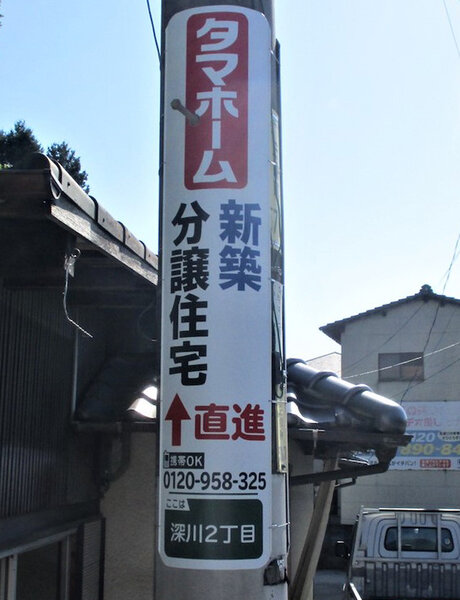 タマホーム
新築
分譲住宅
直進
携帯OK
0120-958-325
ここは
深川2丁目